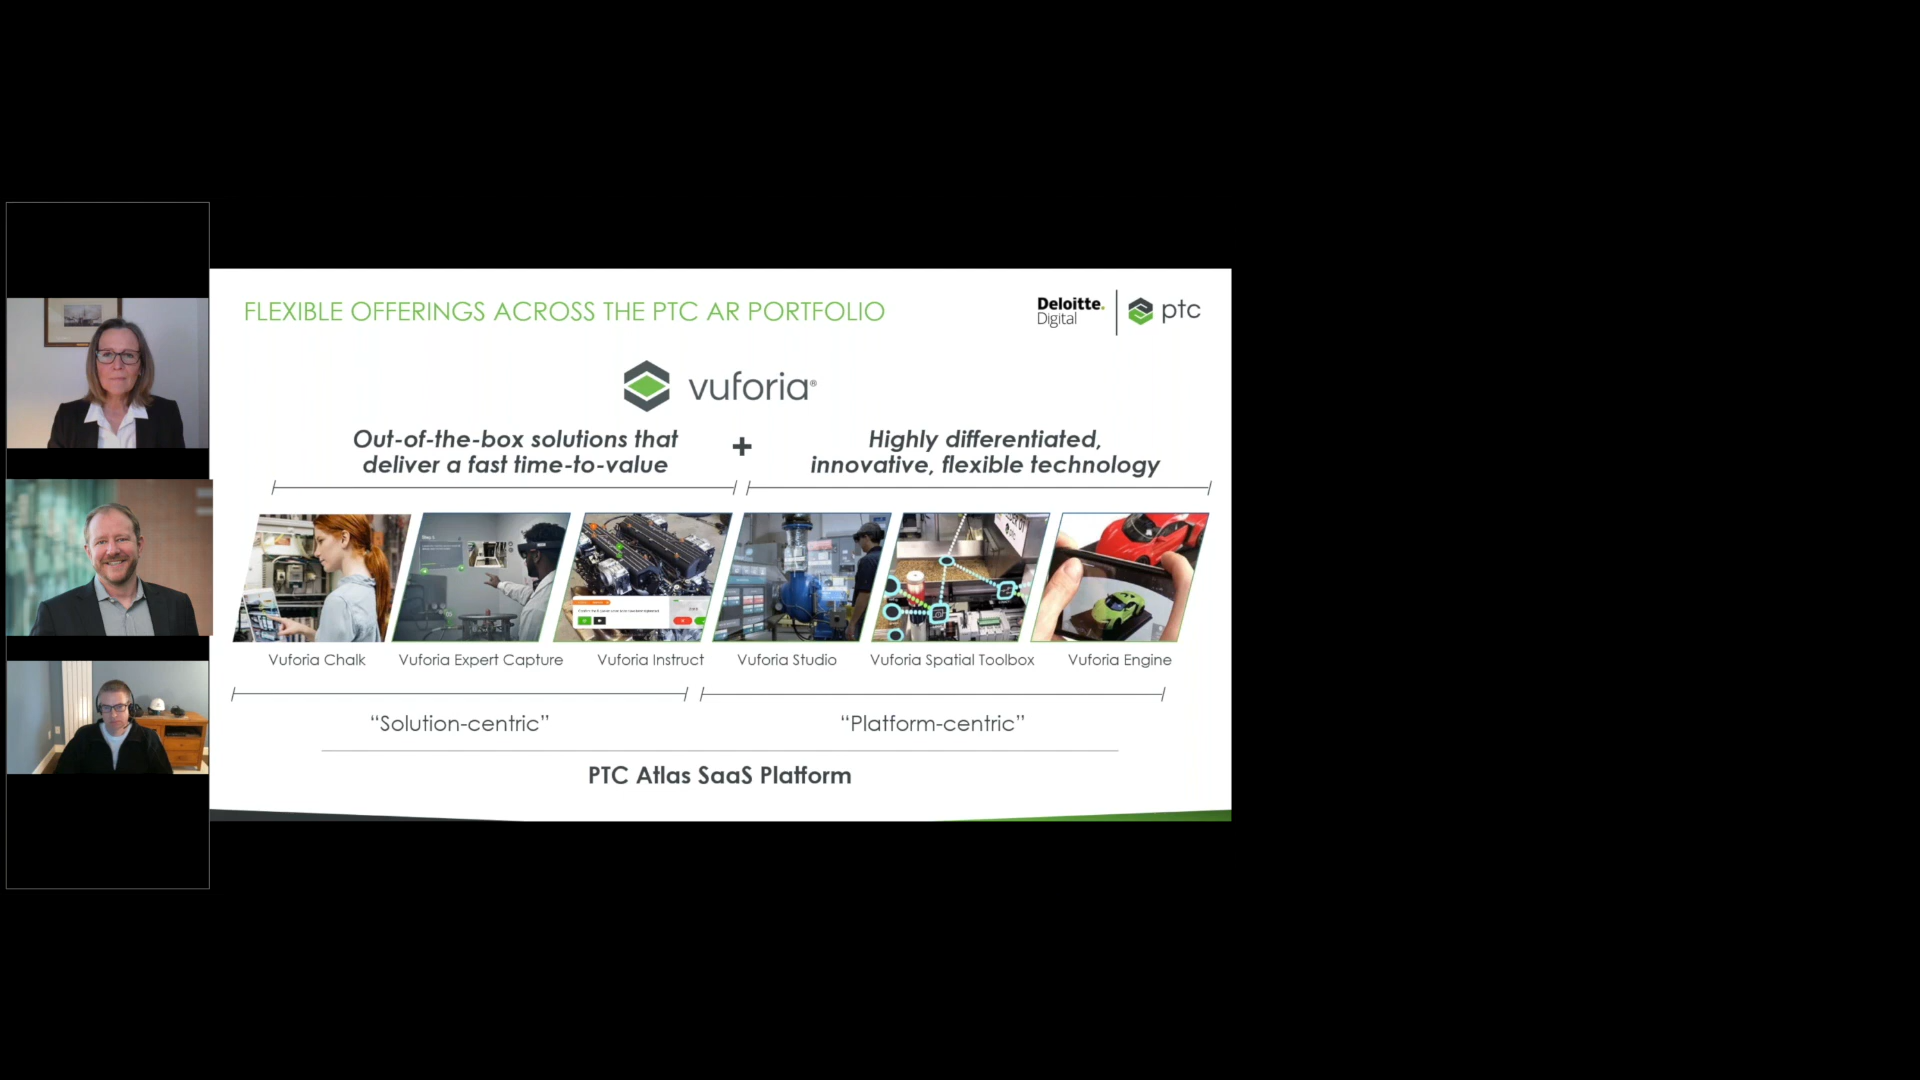 FLEXIBLE OFFERINGS ACROSS THE PTC AR PORTFOLIO
Deloitte.
Digital
ptc
vuforia®
Out-of-the-box solutions that
deliver a fast time-to-value
+
Highly differentiated,
innovative, flexible technology
Vuforia Chalk
Vuforia Expert Capture
Vuforia Instruct
Vuforia Studio
Vuforia Spatial Toolbox
Vuforia Engine
“Solution-centric”
“Platform-centric”
PTC Atlas SaaS Platform